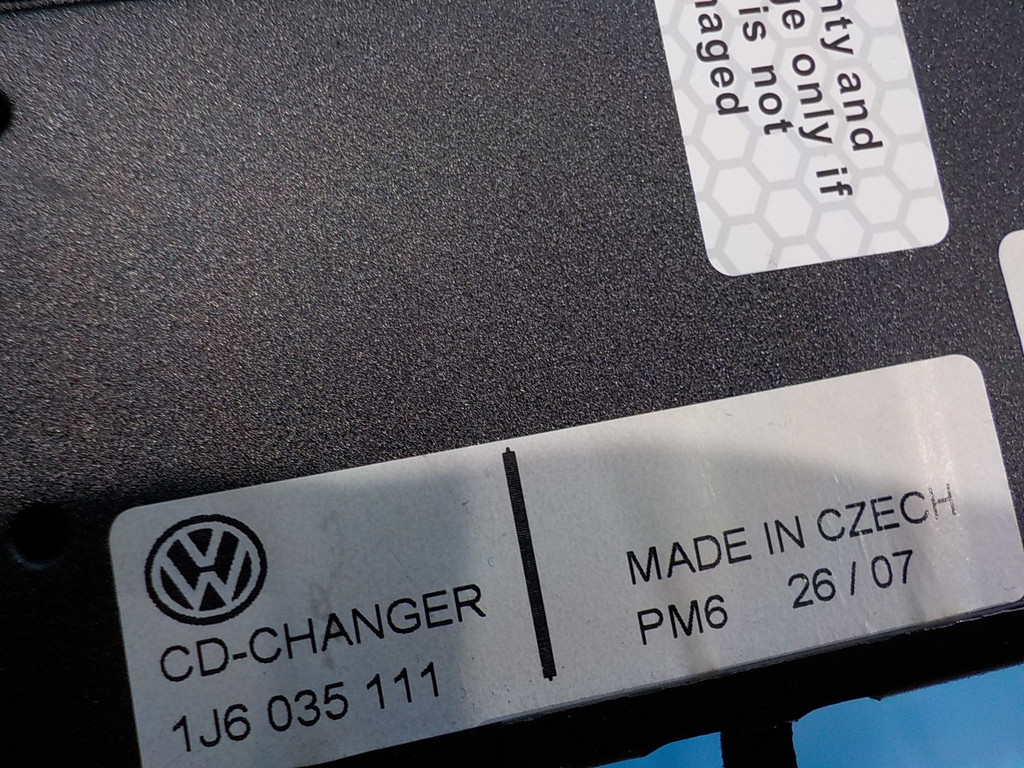 nty and
ge only if
is not
naged
CD-CHANGER
1J6 035 111
MADE IN CZECH
PM6 26 / 07